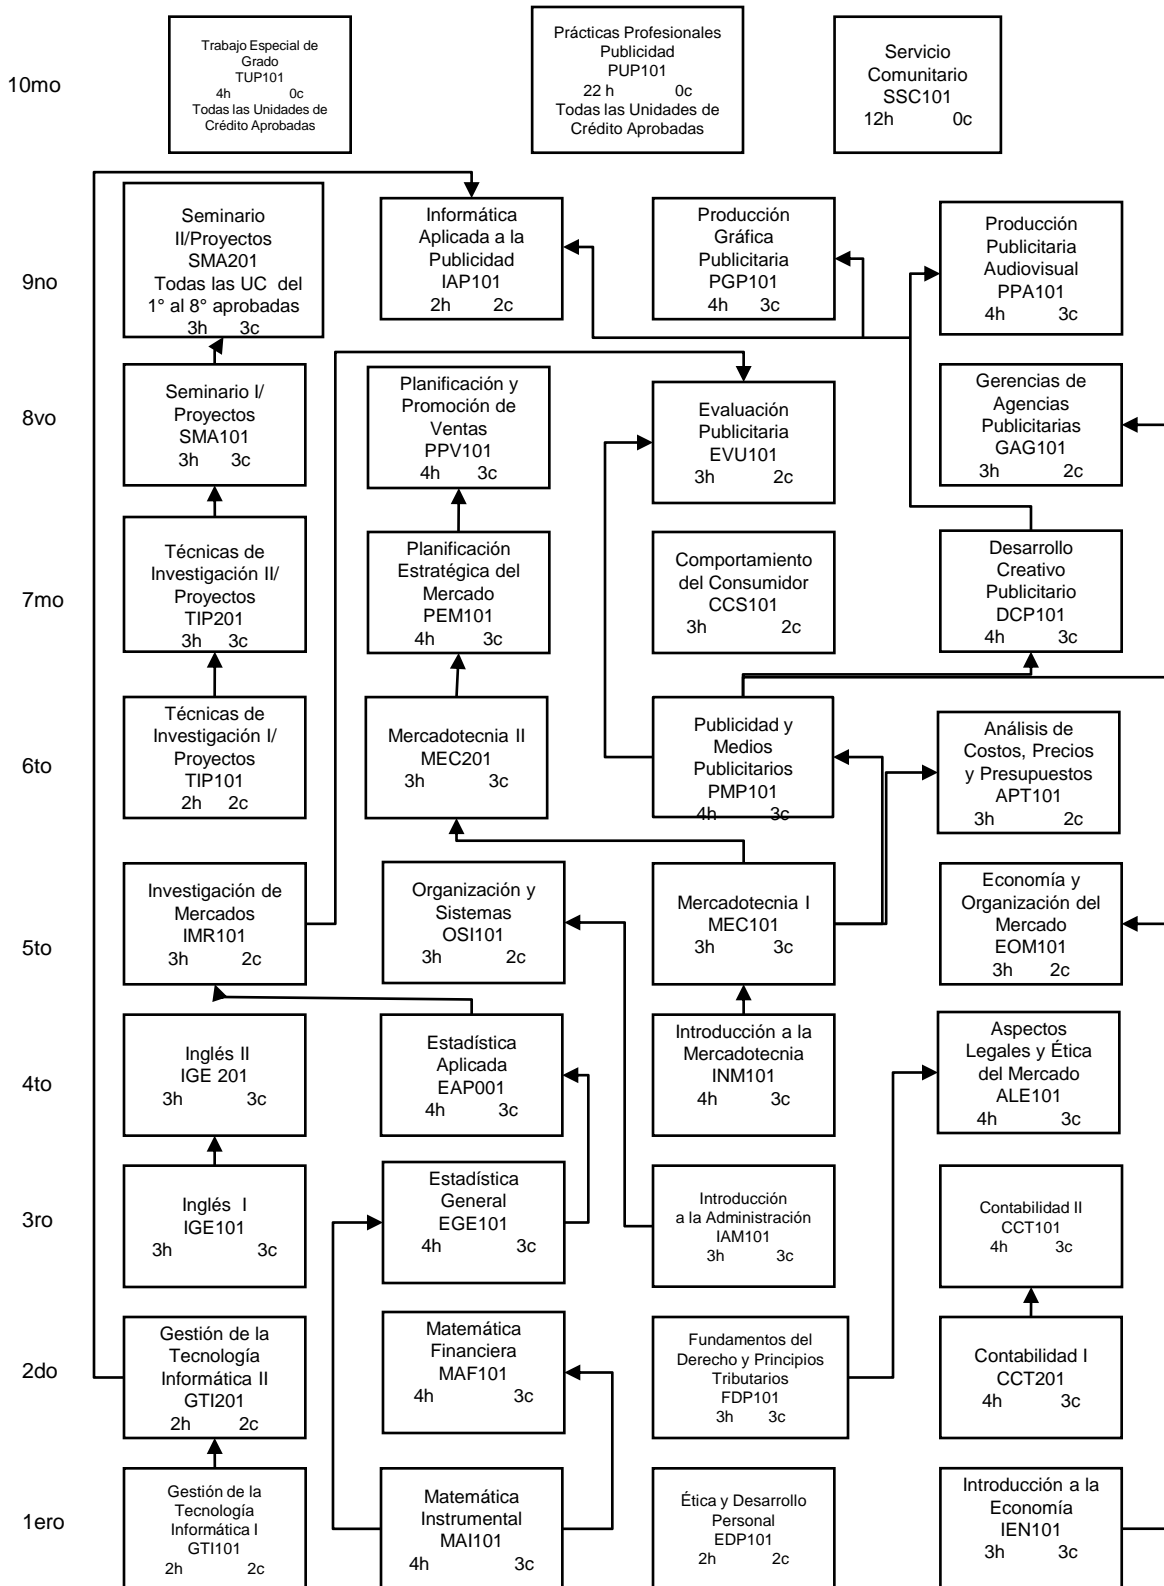 10mo
Trabajo Especial de
Grado
TUP101
4h 0c
Todas las Unidades de
Crédito Aprobadas
Prácticas Profesionales
Publicidad
PUP101
22 h 0c
Todas las Unidades de
Crédito Aprobadas
Servicio
Comunitario
SSC101
12h 0c
9no
Seminario
II/Proyectos
SMA201
Todas las UC del
1° al 8° aprobadas
3h 3c
Informática
Aplicada a la
Publicidad
IAP101
2h 2c
Producción
Gráfica
Publicitaria
PGP101
4h 3c
Producción
Publicitaria
Audiovisual
PPA101
4h 3c
8vo
Seminario I/
Proyectos
SMA101
3h 3c
Planificación y
Promoción de
Ventas
PPV101
4h 3c
Evaluación
Publicitaria
EVU101
3h 2c
Gerencias de
Agencias
Publicitarias
GAG101
3h 2c
7mo
Técnicas de
Investigación II/
Proyectos
TIP201
3h 3c
Planificación
Estratégica del
Mercado
PEM101
4h 3c
Comportamiento
del Consumidor
CCS101
3h 2c
Desarrollo
Creativo
Publicitario
DCP101
4h 3c
6to
Técnicas de
Investigación I/
Proyectos
TIP101
2h 2c
Mercadotecnia II
MEC201
3h 3c
Publicidad y
Medios
Publicitarios
PMP101
4h 3c
Análisis de
Costos, Precios
y Presupuestos
APT101
3h 2c
5to
Investigación de
Mercados
IMR101
3h 2c
Organización y
Sistemas
OSI101
3h 2c
Mercadotecnia I
MEC101
3h 3c
Economía y
Organización del
Mercado
EOM101
3h 2c
4to
Inglés II
IGE 201
3h 3c
Estadística
Aplicada
EAP001
4h 3c
Introducción a la
Mercadotecnia
INM101
4h 3c
Aspectos
Legales y Ética
del Mercado
ALE101
4h 3c
3ro
Inglés I
IGE101
3h 3c
Estadística
General
EGE101
4h 3c
Introducción
a la Administración
IAM101
3h 3c
Contabilidad II
CCT101
4h 3c
2do
Gestión de la
Tecnología
Informática II
GTI201
2h 2c
Matemática
Financiera
MAF101
4h 3c
Fundamentos del
Derecho y Principios
Tributarios
FDP101
3h 3c
Contabilidad I
CCT201
4h 3c
1ero
Gestión de la
Tecnología
Informática I
GTI101
2h 2c
Matemática
Instrumental
MAI101
4h 3c
Ética y Desarrollo
Personal
EDP101
2h 2c
Introducción a la
Economía
IEN101
3h 3c